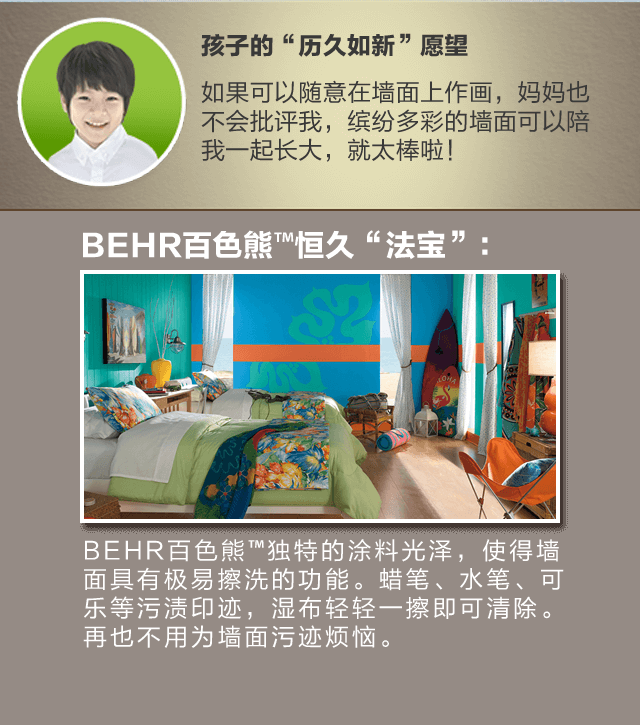 孩子的“历久如新”愿望
如果可以随意在墙面上作画，妈妈也
不会批评我，缤纷多彩的墙面可以陪
我一起长大，就太棒啦！
BEHR百色熊™恒久“法宝”：
BEHR百色熊™独特的涂料光泽，使得墙
面具有极易擦洗的功能。蜡笔、水笔、可
乐等污渍印迹，湿布轻轻一擦即可清除。
再也不用为墙面污迹烦恼。